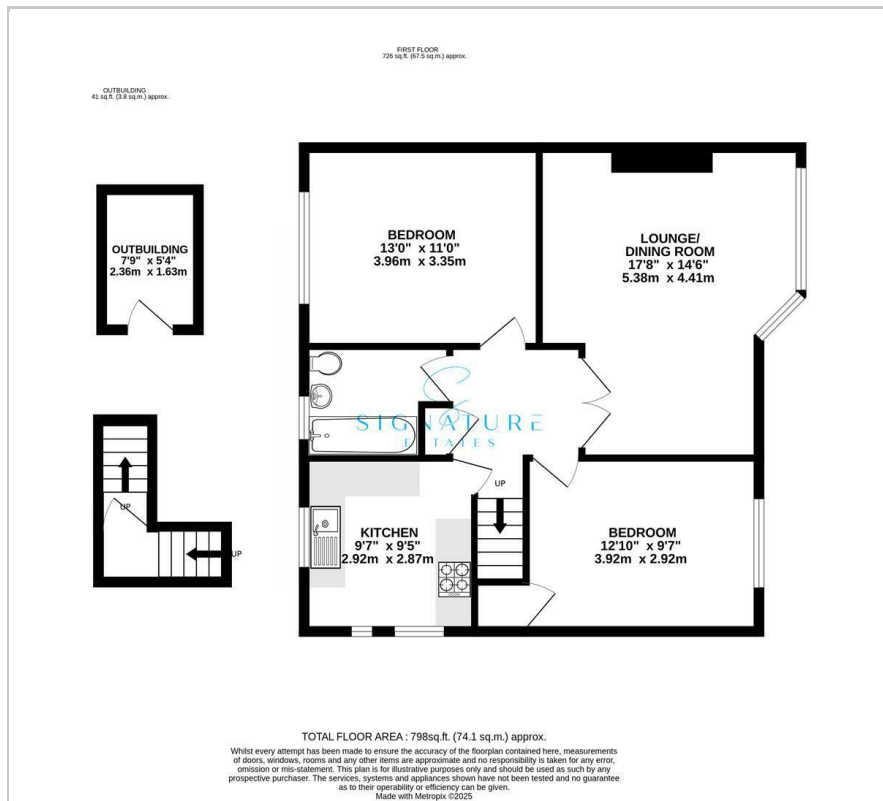 FIRST FLOOR
726 sq.ft. (67.5 sq.m.) approx.
OUTBUILDING
41 sq.ft. (3.8 sq.m.) approx.
OUTBUILDING
7'9" x 5'4"
2.36m x 1.63m
BEDROOM
13'0" x 11'0"
3.96m x 3.35m
LOUNGE/
DINING ROOM
17'8" x 14'6"
5.38m x 4.41m
SIGNATURE
ESTATES
UP
UP
UP
KITCHEN
9'7" x 9'5"
2.92m x 2.87m
BEDROOM
12'10" x 9'7"
3.92m x 2.92m
TOTAL FLOOR AREA : 798sq.ft. (74.1 sq.m.) approx.
Whilst every attempt has been made to ensure the accuracy of the floorplan contained here, measurements
of doors, windows, rooms and any other items are approximate and no responsibility is taken for any error,
omission or mis-statement. This plan is for illustrative purposes only and should be used as such by any
prospective purchaser. The services, systems and appliances shown have not been tested and no guarantee
as to their operability or efficiency can be given.
Made with Metropix ©2025